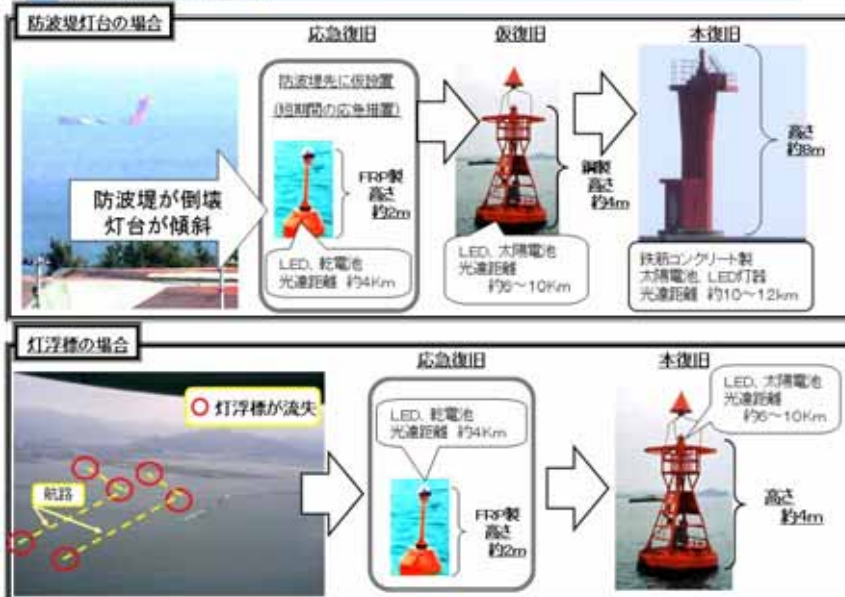 防波堤灯台の場合
応急復旧
仮復旧
本復旧
防波堤先に仮設置
(短期間の応急措置)
防波堤が倒壊
灯台が傾斜
FRP製
高さ
約2m
LED、乾電池
光達距離 約4Km
鋼製
高さ
約4m
LED、太陽電池
光達距離
約6～10Km
高さ
約8m
鉄筋コンクリート製
太陽電池、LED灯器
光達距離 約10～12km
灯浮標の場合
応急復旧
本復旧
灯浮標が流失
航路
LED、乾電池
光達距離 約4Km
FRP製
高さ
約2m
LED、太陽電池
光達距離
約6～10Km
高さ
約4m